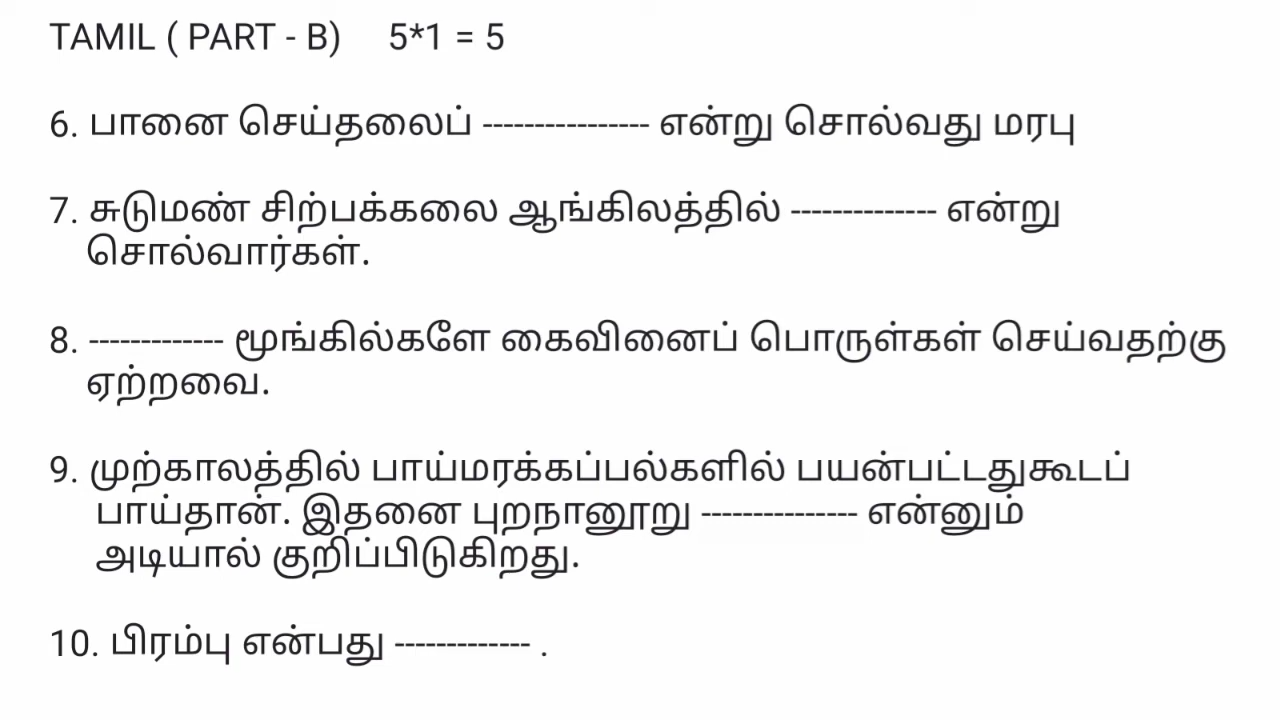 TAMIL ( PART - B) 5*1 = 5
6. பானை செய்தலைப் ---------------- என்று சொல்வது மரபு
7. சுடுமண் சிற்பக்கலை ஆங்கிலத்தில் -------------- என்று
சொல்வார்கள்.
8. ------------- மூங்கில்களே கைவினைப் பொருள்கள் செய்வதற்கு
ஏற்றவை.
9. முற்காலத்தில் பாய்மரக்கப்பல்களில் பயன்பட்டதுகூடப்
பாய்தான். இதனை புறநானூறு --------------- என்னும்
அடியால் குறிப்பிடுகிறது.
10. பிரம்பு என்பது ------------- .